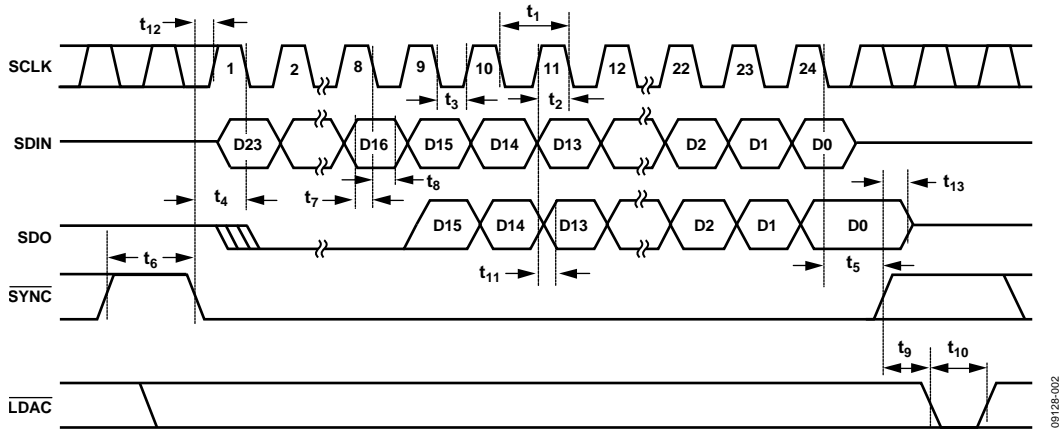 t12
t1
SCLK
1 2 8 9 10 11 12 22 23 24
t3
t2
SDIN
D23 D16 D15 D14 D13 D2 D1 D0
t4
t7
t8
t13
SDO
D15 D14 D13 D2 D1 D0
t6
t11
t5
SYNC
t9
t10
LDAC
09128-002